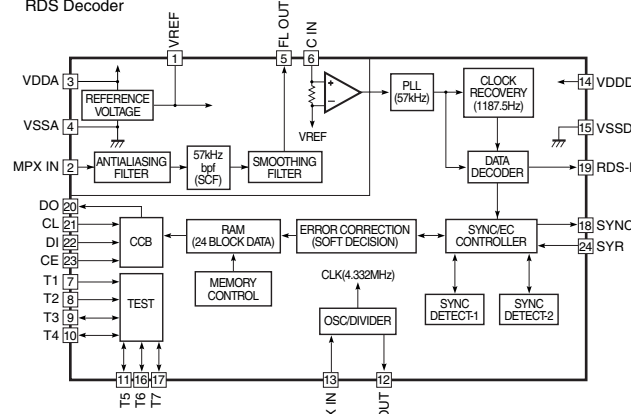 RDS Decoder
VREF
FL OUT
C IN
1
5
6
VDDA 3
REFERENCE
VOLTAGE
VSSA 4
+
−
VREF
PLL
(57kHz)
CLOCK
RECOVERY
(1187.5Hz)
14 VDDD
15 VSSD
MPX IN 2
ANTIALIASING
FILTER
57kHz
bpf
(SCF)
SMOOTHING
FILTER
DATA
DECODER
19
DO 20
CL 21
DI 22
CE 23
CCB
RAM
(24 BLOCK DATA)
ERROR CORRECTION
(SOFT DECISION)
SYNC/EC
CONTROLLER
18 SYNC
24 SYR
T1 7
T2 8
T3 9
T4 10
TEST
MEMORY
CONTROL
CLK(4.332MHz)
OSC/DIVIDER
SYNC
DETECT-1
SYNC
DETECT-2
11 16 17
13
12
T5
T6
T7
IN
OUT